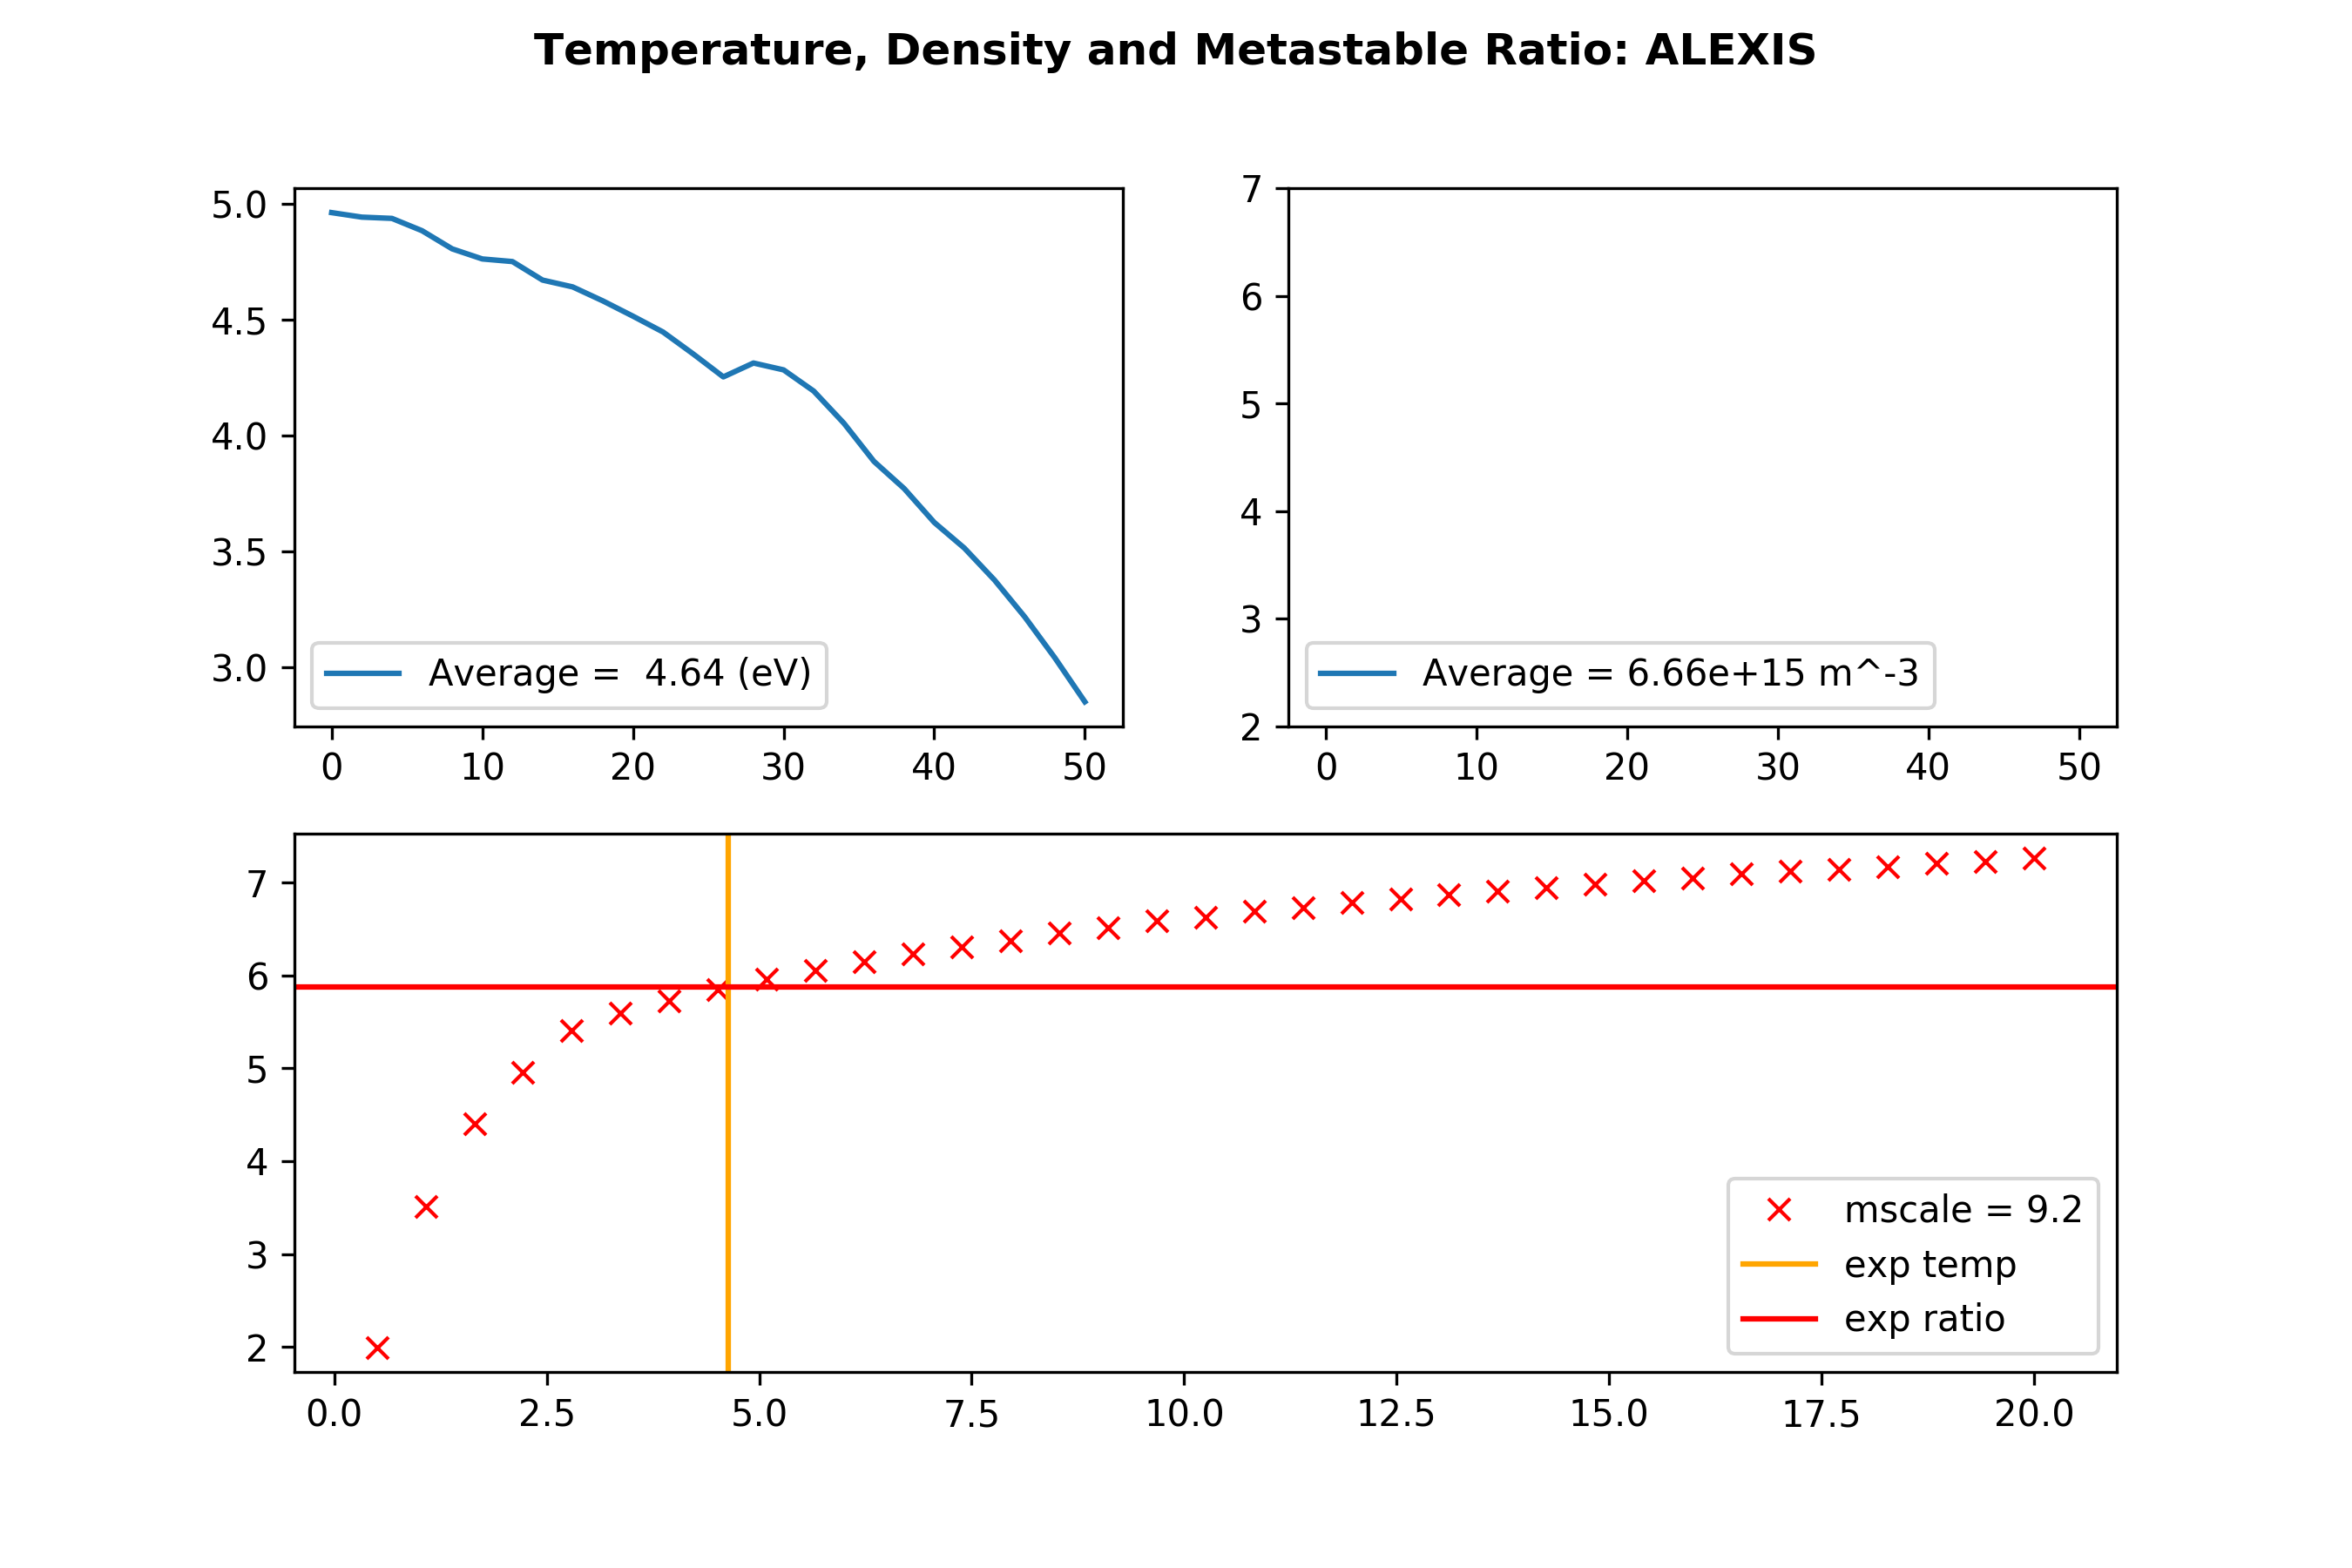 Temperature, Density and Metastable Ratio: ALEXIS
5.0
4.5
4.0
3.5
3.0
Average =  4.64 (eV)
0 10 20 30 40 50
7
6
5
4
3
2
Average = 6.66e+15 m^-3
0 10 20 30 40 50
7
6
5
4
3
2
mscale = 9.2
exp temp
exp ratio
0.0 2.5 5.0 7.5 10.0 12.5 15.0 17.5 20.0